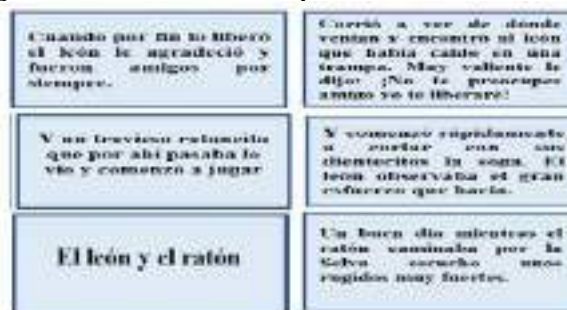 Cuando por fin lo liberó
el león le agradeció y
fueron amigos por
siempre.
Y un travieso ratoncito
que por ahí pasaba lo
vio y comenzo a jugar
El león y el ratón
Corrió a ver de dónde
venían y encontró al león
que había caído en una
trampa. Muy valiente le
dijo: ¡No te preocupes
amigo yo te liberaré!
Y comenzó rápidamente
a cortar con sus
dientecitos la soga. El
león observaba el gran
esfuerzo que hacía.
Un buen día mientras el
ratón caminaba por la
Selva escucho unos
rugidos muy fuertes.